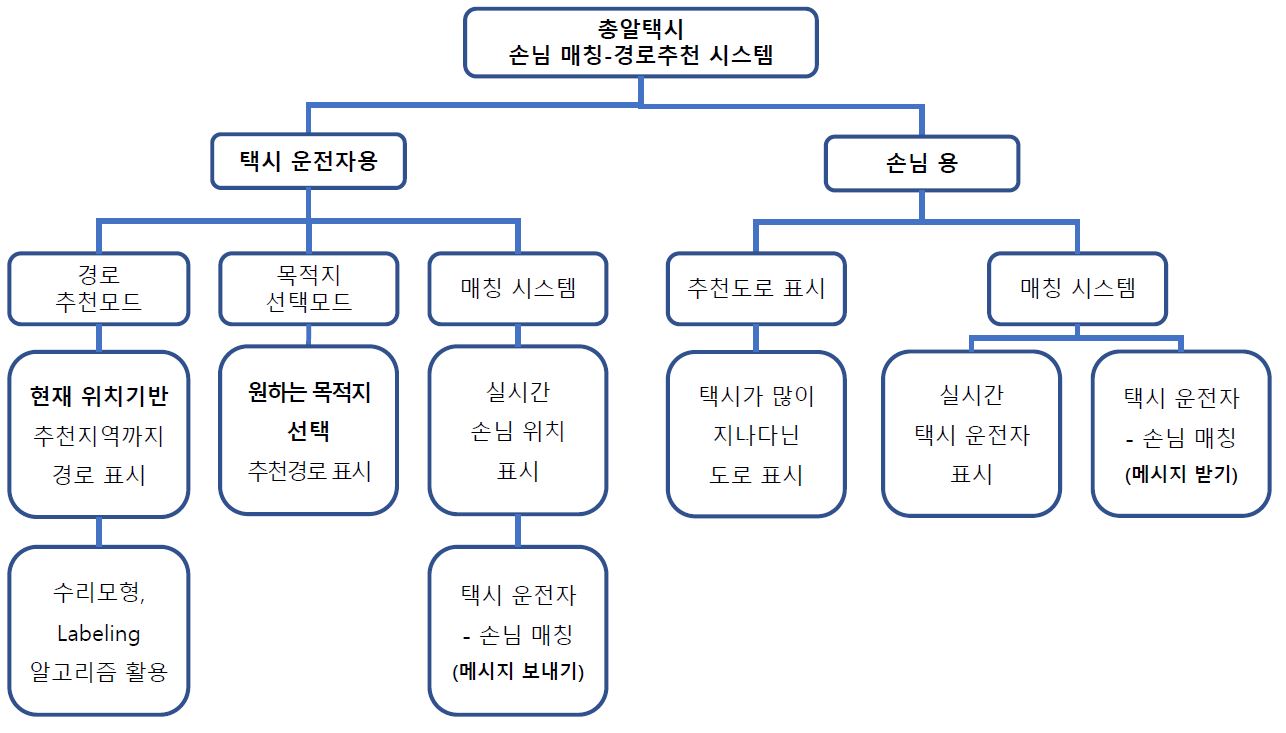 총알택시
손님 매칭-경로추천 시스템
택시 운전자용
손님 용
경로
추천모드
목적지
선택모드
매칭 시스템
추천도로 표시
매칭 시스템
현재 위치기반
추천지역까지
경로 표시
원하는 목적지
선택
추천경로 표시
실시간
손님 위치
표시
택시가 많이
지나다닌
도로 표시
실시간
택시 운전자
표시
택시 운전자
- 손님 매칭
(메시지 받기)
수리모형,
Labeling
알고리즘 활용
택시 운전자
- 손님 매칭
(메시지 보내기)